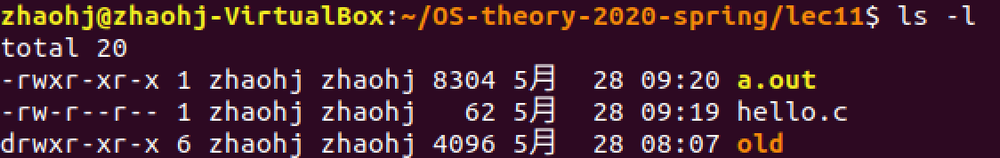 zhaohj@zhaohj-VirtualBox:~/OS-theory-2020-spring/lec11$ ls -l
total 20
-rwxr-xr-x 1 zhaohj zhaohj 8304 5月  28 09:20 a.out
-rw-r--r-- 1 zhaohj zhaohj   62 5月  28 09:19 hello.c
drwxr-xr-x 6 zhaohj zhaohj 4096 5月  28 08:07 old